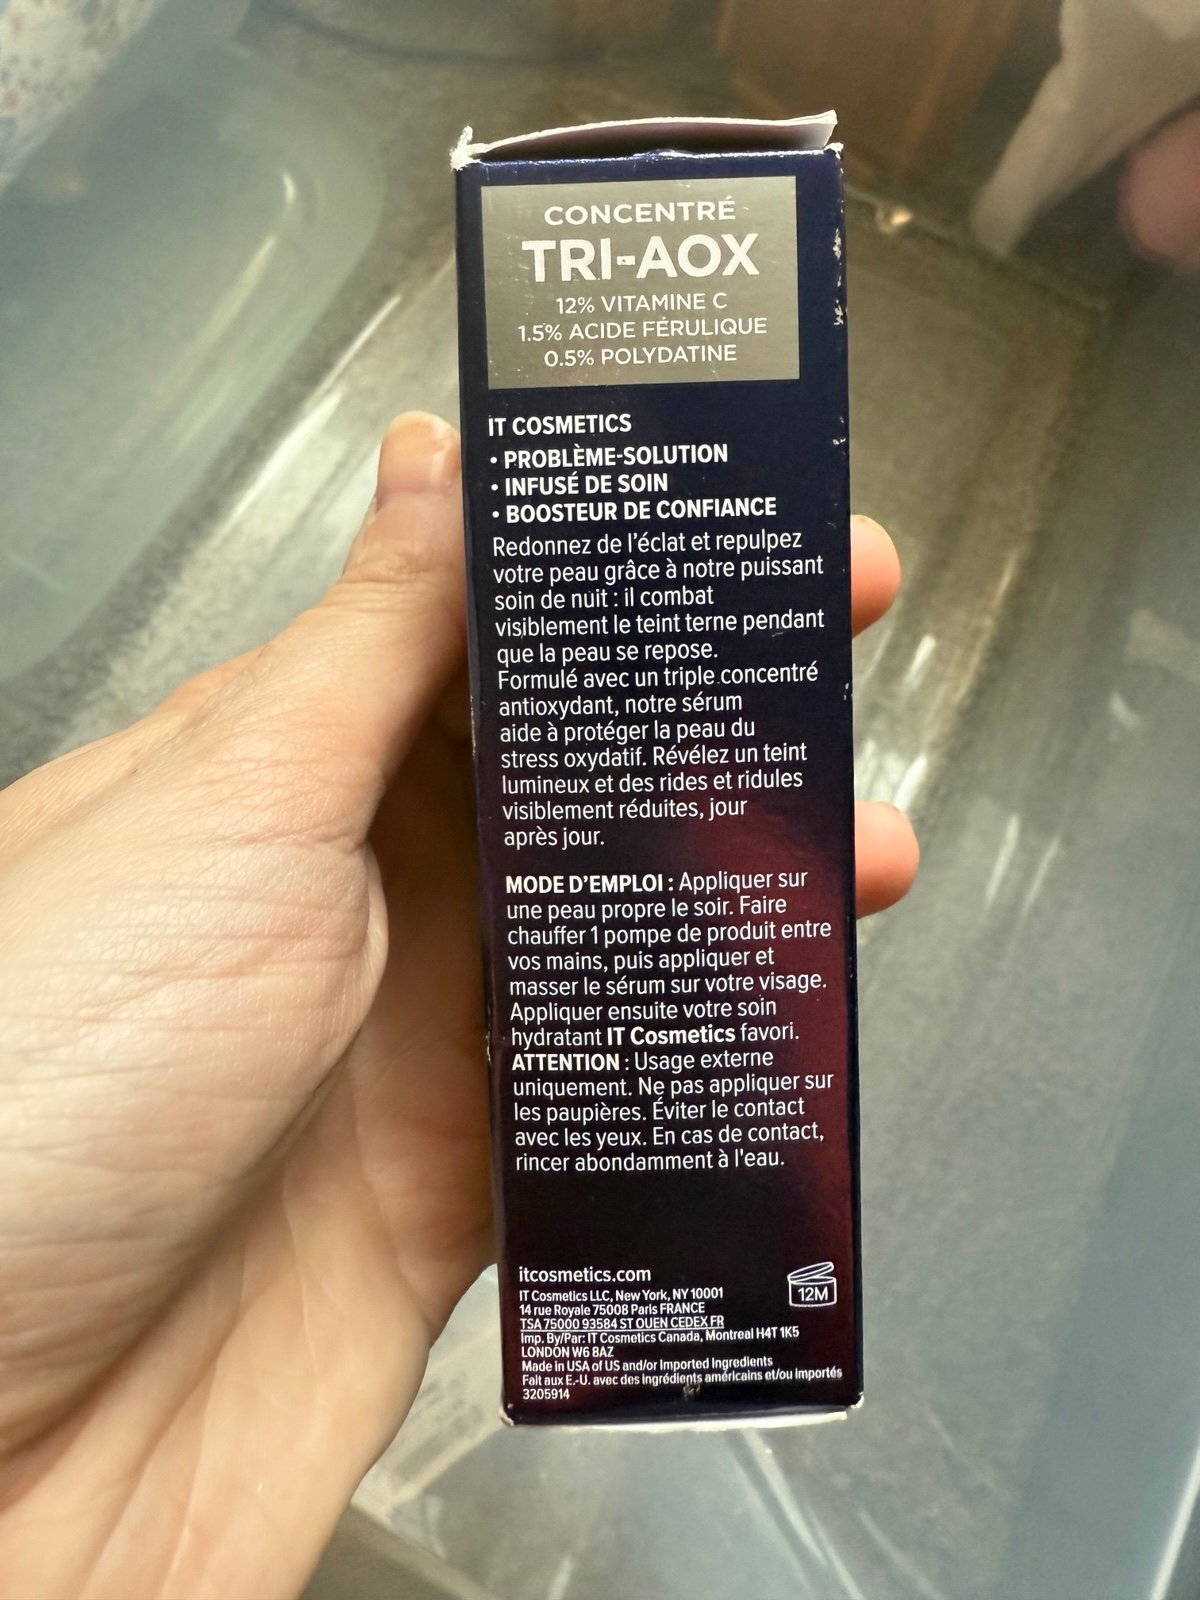 CONCENTRÉ
TRI-AOX
12% VITAMINE C
1.5% ACIDE FÉRULIQUE
0.5% POLYDATINE
IT COSMETICS
• PROBLÈME-SOLUTION
• INFUSÉ DE SOIN
• BOOSTEUR DE CONFIANCE
Redonnez de l'éclat et repulpez
votre peau grâce à notre puissant
soin de nuit : il combat
visiblement le teint terne pendant
que la peau se repose.
Formulé avec un triple concentré
antioxydant, notre sérum
aide à protéger la peau du
stress oxydatif. Révélez un teint
lumineux et des rides et ridules
visiblement réduites, jour
après jour.
MODE D'EMPLOI : Appliquer sur
une peau propre le soir. Faire
chauffer 1 pompe de produit entre
vos mains, puis appliquer et
masser le sérum sur votre visage.
Appliquer ensuite votre soin
hydratant IT Cosmetics favori.
ATTENTION : Usage externe
uniquement. Ne pas appliquer sur
les paupières. Éviter le contact
avec les yeux. En cas de contact,
rincer abondamment à l'eau.
itcosmetics.com
12M
IT Cosmetics LLC, New York, NY 10001
14 rue Royale 75008 Paris FRANCE
TSA 75000 93584 ST OUEN CEDEX FR
Imp. By/Par: IT Cosmetics Canada, Montreal H4T 1K5
LONDON W6 8AZ
Made in USA of US and/or Imported Ingredients
Fait aux É.-U. avec des ingrédients américains et/ou importés
3205914